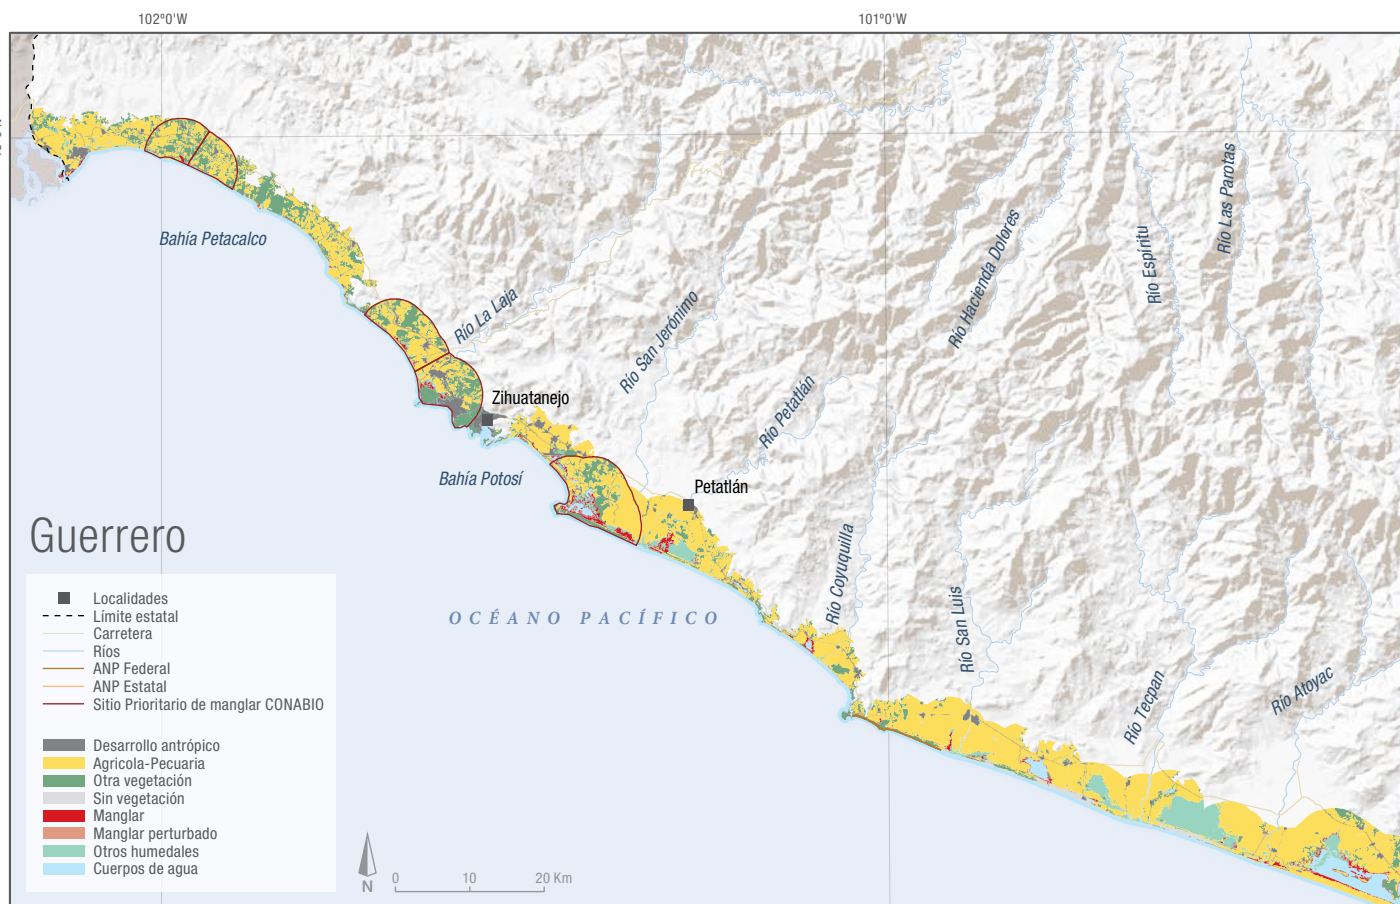 102°0'W
101°0'W
Bahía Petacalco
Río La Laja
Río San Jerónimo
Río Hacienda Dolores
Río Espíritu
Río Las Parotas
Zihuatanejo
Río Petatlán
Bahía Potosí
Petatlán
Guerrero
Río Coyuquilla
OCÉANO PACÍFICO
Río San Luis
Río Tecpan
Río Atoyac
Localidades
Límite estatal
Carretera
Ríos
ANP Federal
ANP Estatal
Sitio Prioritario de manglar CONABIO
Desarrollo antrópico
Agricola-Pecuaria
Otra vegetación
Sin vegetación
Manglar
Manglar perturbado
Otros humedales
Cuerpos de agua
N
0 10 20 Km